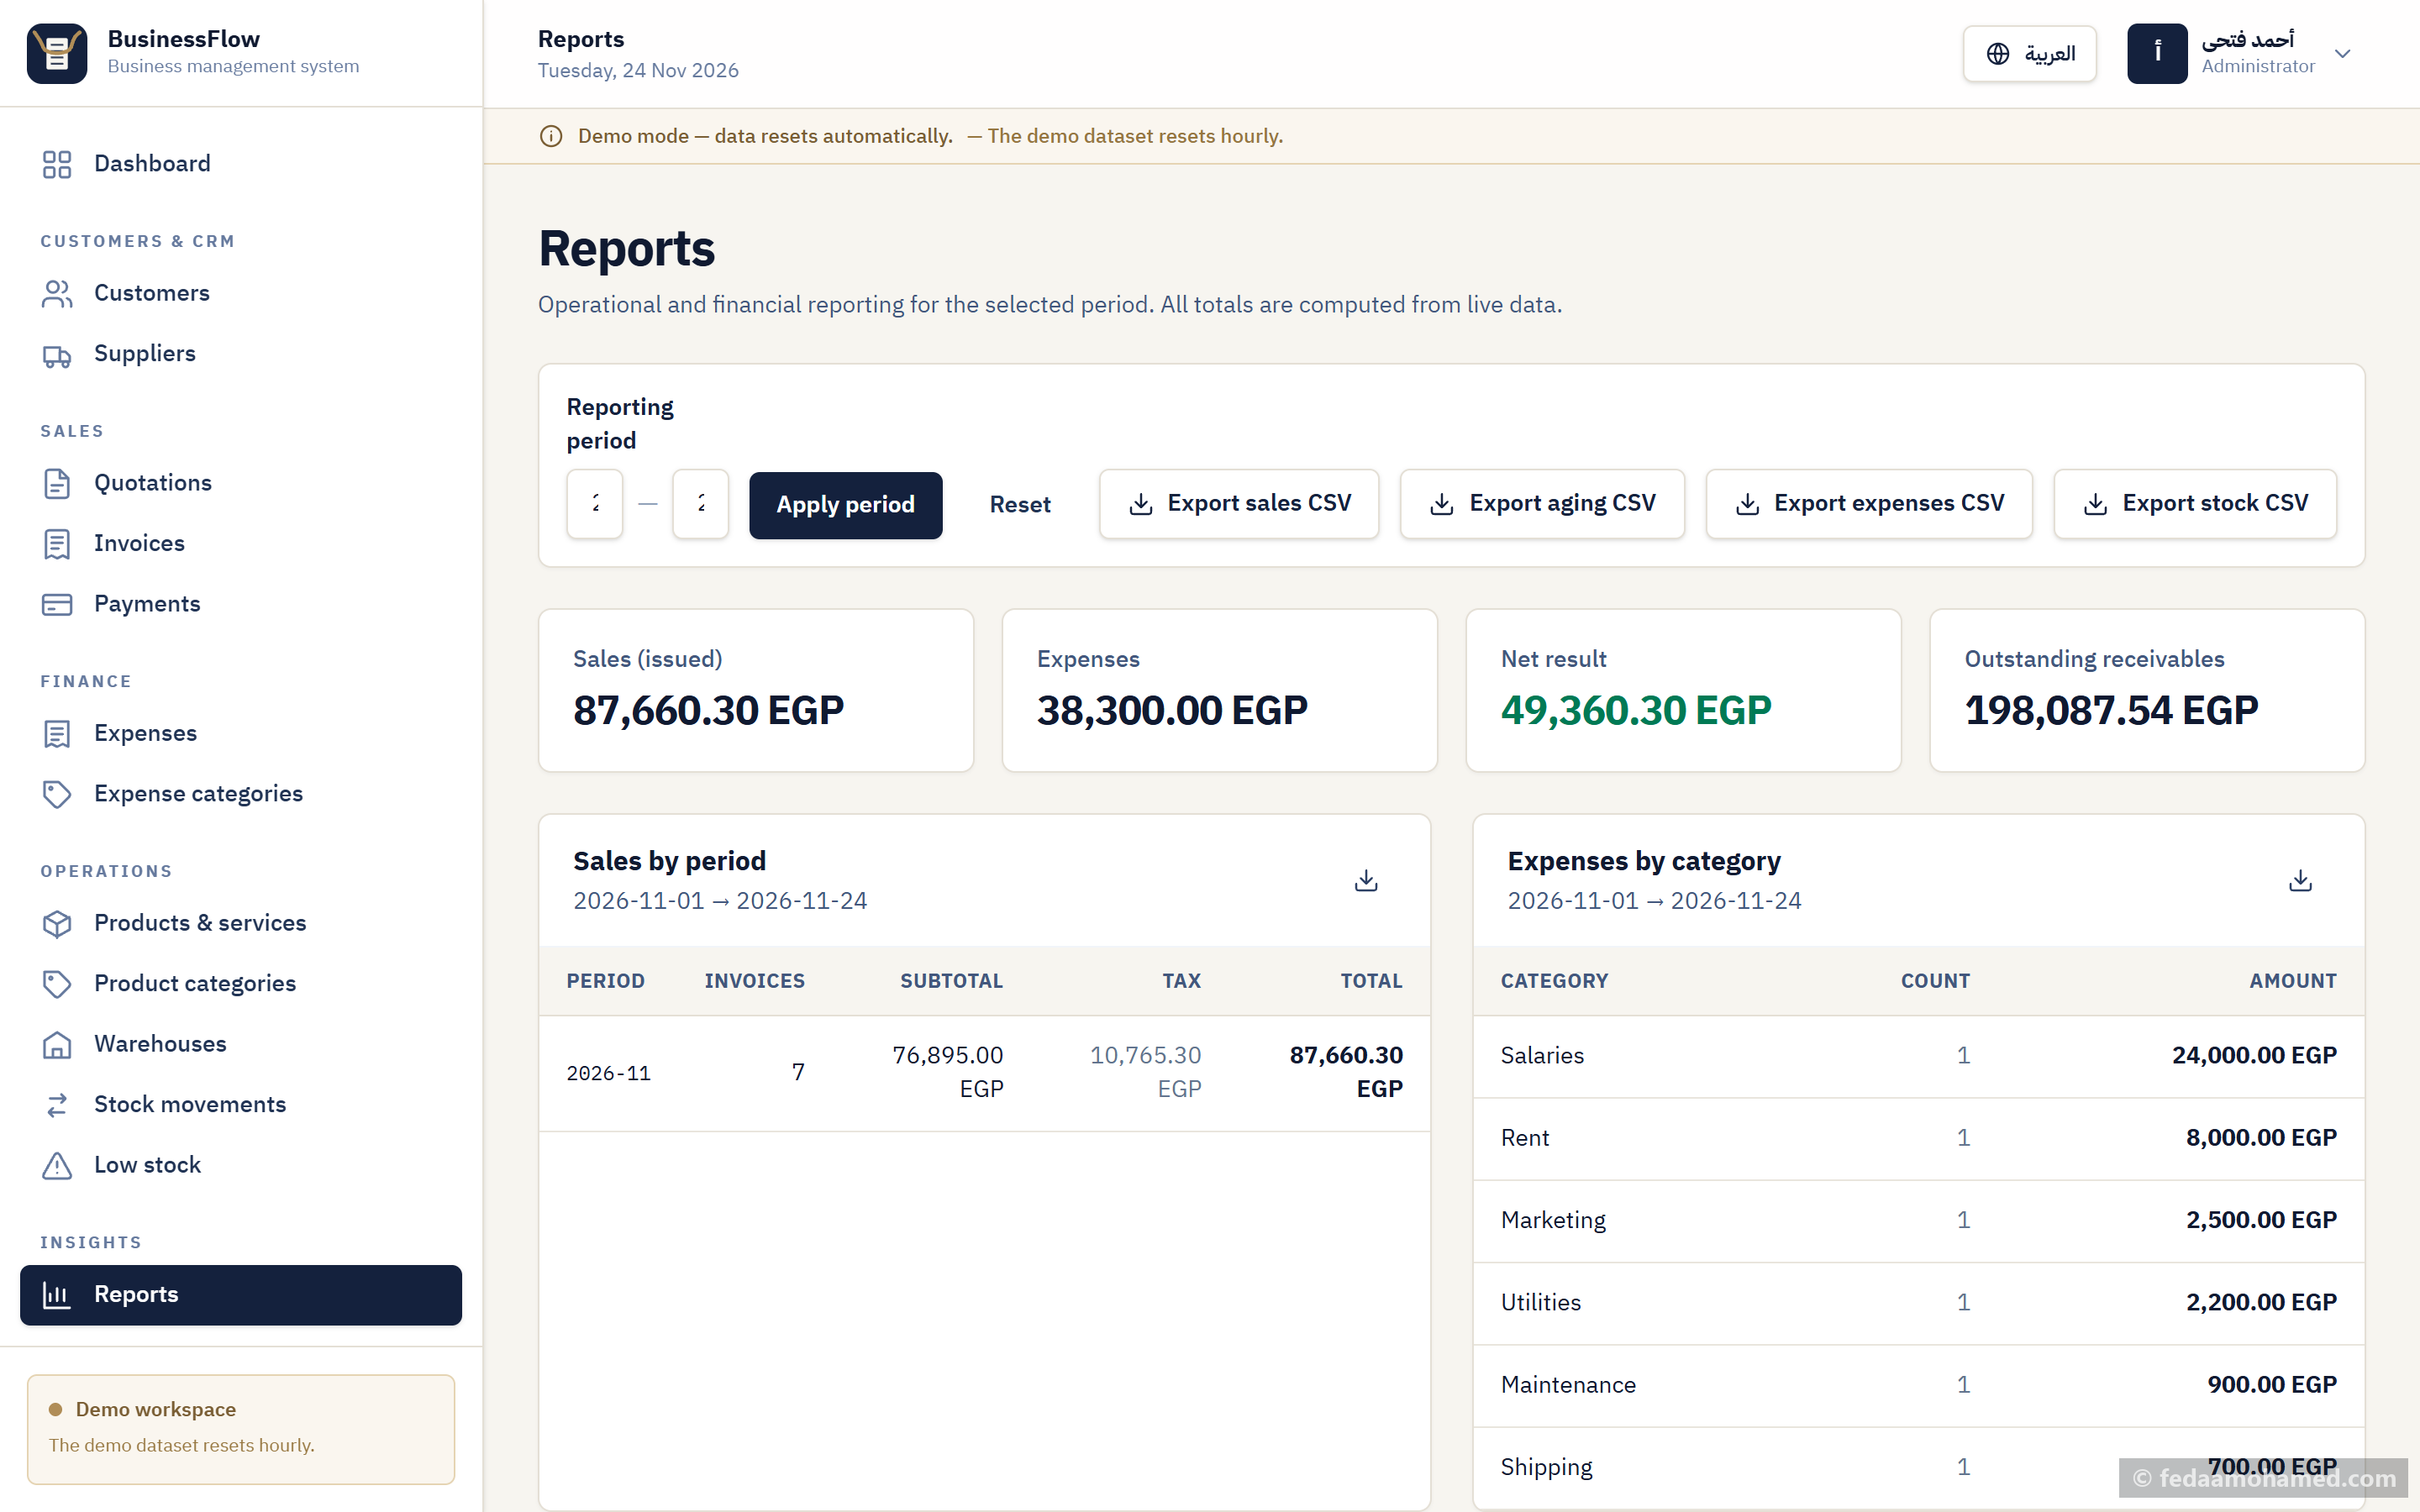 BusinessFlow
Business management system
Dashboard
CUSTOMERS & CRM
Customers
Suppliers
SALES
Quotations
Invoices
Payments
FINANCE
Expenses
Expense categories
OPERATIONS
Products & services
Product categories
Warehouses
Stock movements
Low stock
INSIGHTS
Reports
Demo workspace
The demo dataset resets hourly.
Reports
Tuesday, 24 Nov 2026
العربية
أ
أحمد فتحى
Administrator
Demo mode — data resets automatically. — The demo dataset resets hourly.
Reports
Operational and financial reporting for the selected period. All totals are computed from live data.
Reporting
period
—
Apply period
Reset
Export sales CSV
Export aging CSV
Export expenses CSV
Export stock CSV
Sales (issued)
87,660.30 EGP
Expenses
38,300.00 EGP
Net result
49,360.30 EGP
Outstanding receivables
198,087.54 EGP
Sales by period
2026-11-01 → 2026-11-24
PERIOD INVOICES SUBTOTAL TAX TOTAL
2026-11 7 76,895.00 EGP 10,765.30 EGP 87,660.30 EGP
Expenses by category
2026-11-01 → 2026-11-24
CATEGORY COUNT AMOUNT
Salaries 1 24,000.00 EGP
Rent 1 8,000.00 EGP
Marketing 1 2,500.00 EGP
Utilities 1 2,200.00 EGP
Maintenance 1 900.00 EGP
Shipping 1 700.00 EGP
© fedaamohamed.com